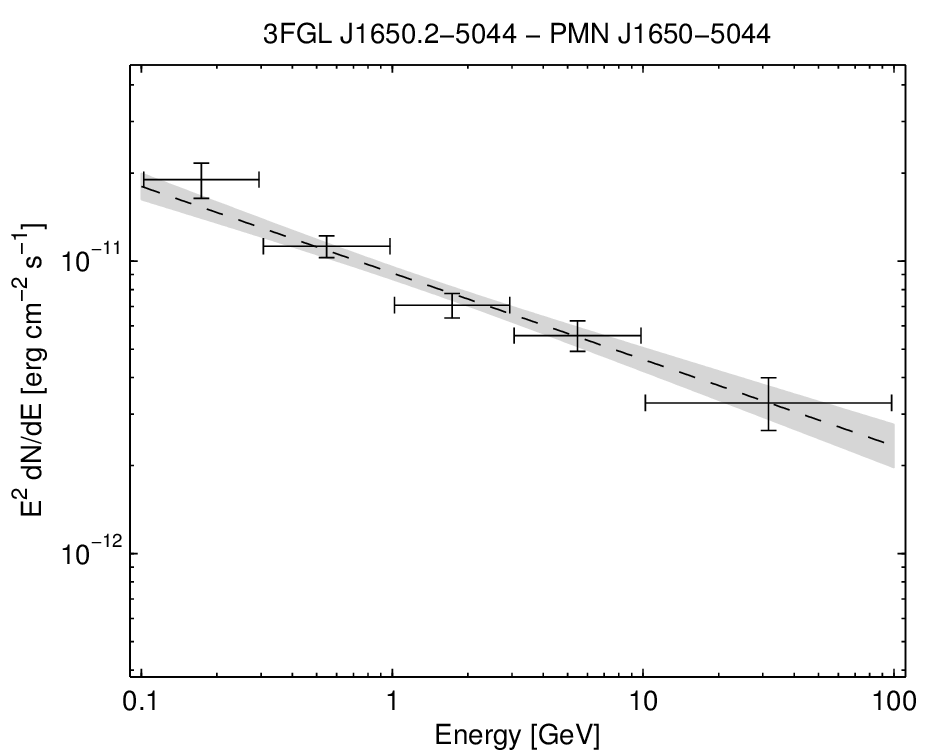 3FGL J1650.2−5044 − PMN J1650−5044
E² dN/dE [erg cm⁻² s⁻¹]
10⁻¹¹
10⁻¹²
0.1 1 10 100
Energy [GeV]